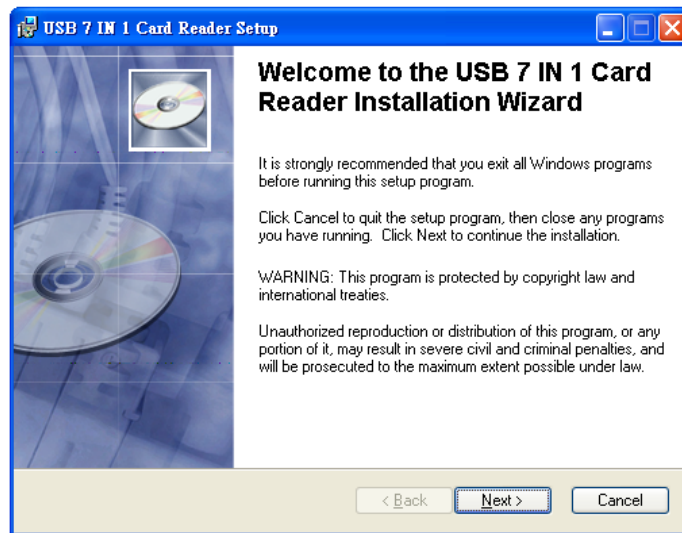 USB 7 IN 1 Card Reader Setup
Welcome to the USB 7 IN 1 Card
Reader Installation Wizard
It is strongly recommended that you exit all Windows programs
before running this setup program.
Click Cancel to quit the setup program, then close any programs
you have running.  Click Next to continue the installation.
WARNING: This program is protected by copyright law and
international treaties.
Unauthorized reproduction or distribution of this program, or any
portion of it, may result in severe civil and criminal penalties, and
will be prosecuted to the maximum extent possible under law.
< Back Next > Cancel